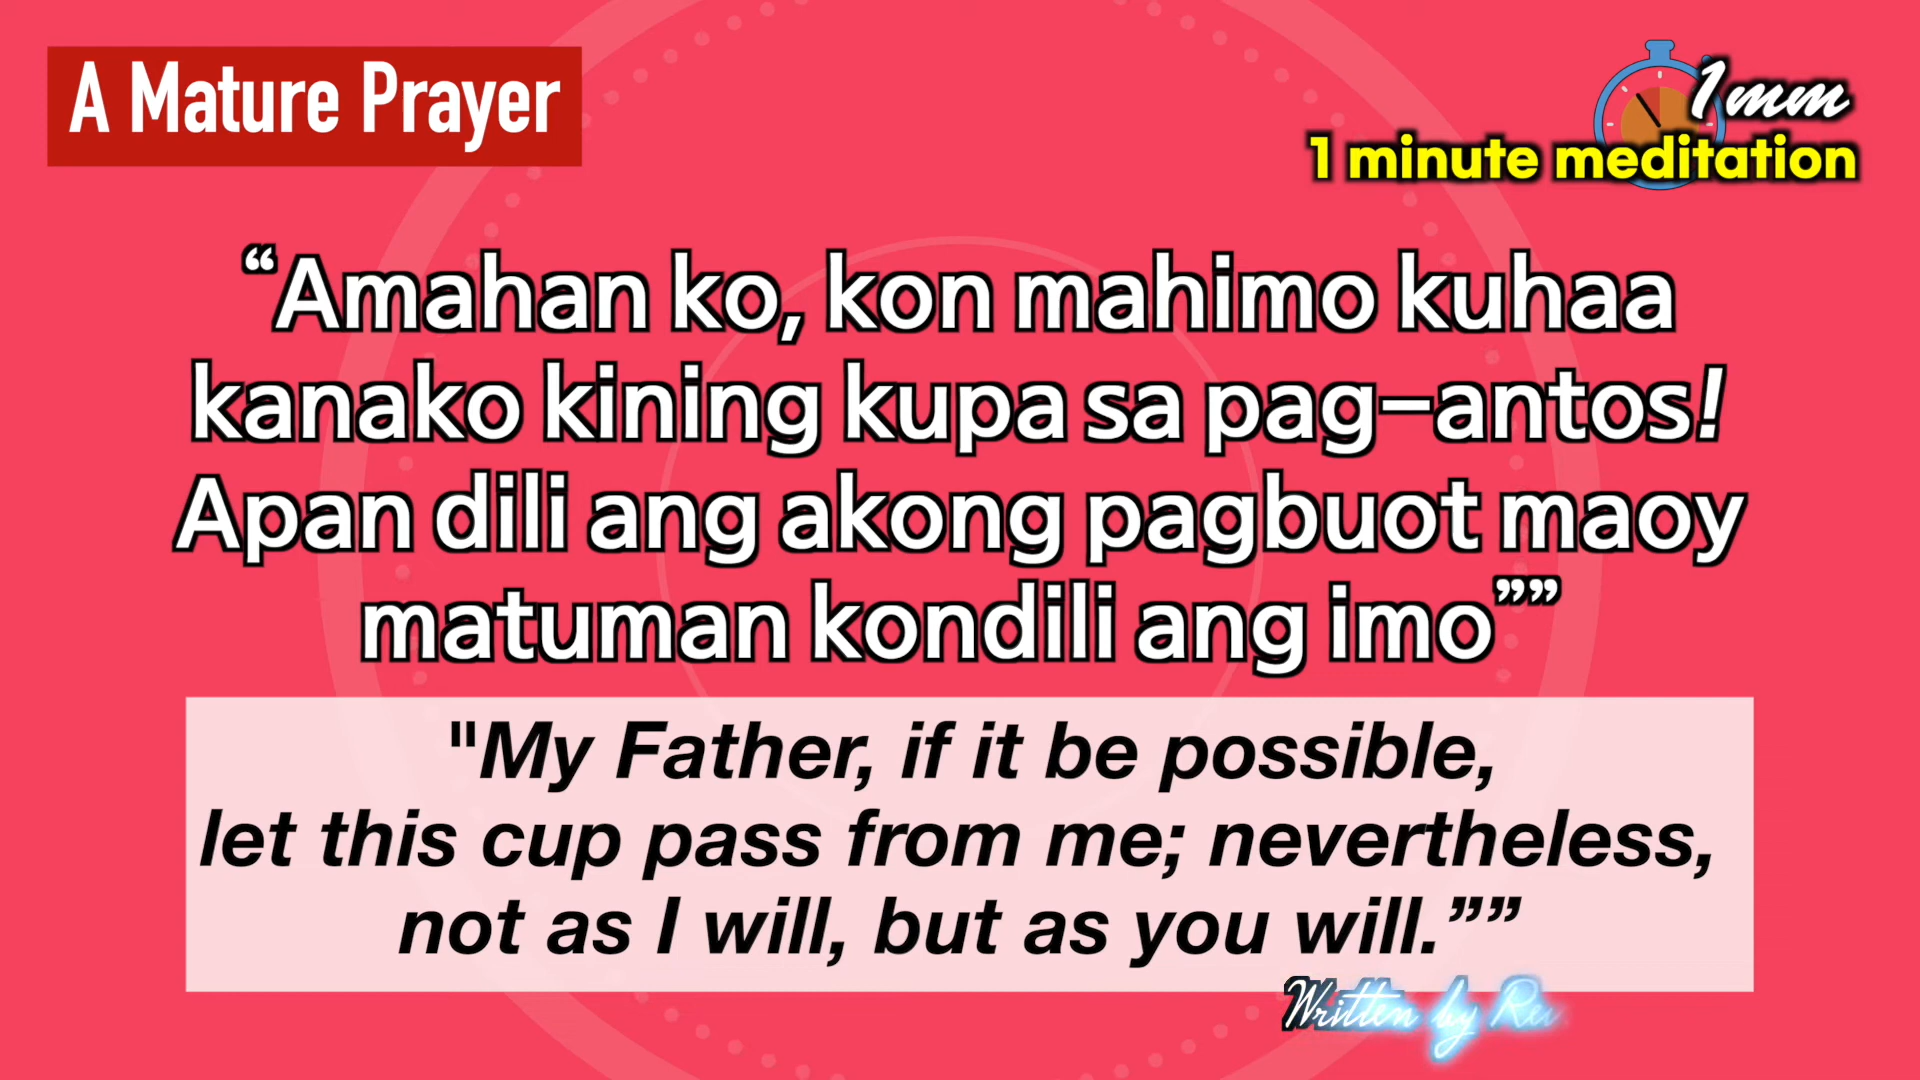 A Mature Prayer
1mm
1 minute meditation
“Amahan ko, kon mahimo kuhaa
kanako kining kupa sa pag-antos!
Apan dili ang akong pagbuot maoy
matuman kondili ang imo””
"My Father, if it be possible,
let this cup pass from me; nevertheless,
not as I will, but as you will.””
Written by